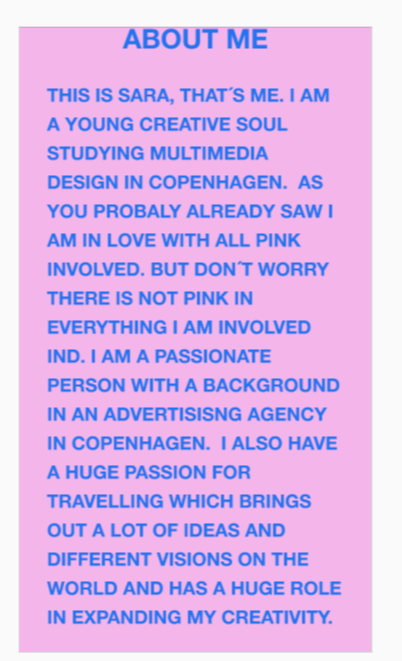 ABOUT ME
THIS IS SARA, THAT´S ME. I AM
A YOUNG CREATIVE SOUL
STUDYING MULTIMEDIA
DESIGN IN COPENHAGEN.  AS
YOU PROBALY ALREADY SAW I
AM IN LOVE WITH ALL PINK
INVOLVED. BUT DON´T WORRY
THERE IS NOT PINK IN
EVERYTHING I AM INVOLVED
IND. I AM A PASSIONATE
PERSON WITH A BACKGROUND
IN AN ADVERTISISNG AGENCY
IN COPENHAGEN.  I ALSO HAVE
A HUGE PASSION FOR
TRAVELLING WHICH BRINGS
OUT A LOT OF IDEAS AND
DIFFERENT VISIONS ON THE
WORLD AND HAS A HUGE ROLE
IN EXPANDING MY CREATIVITY.